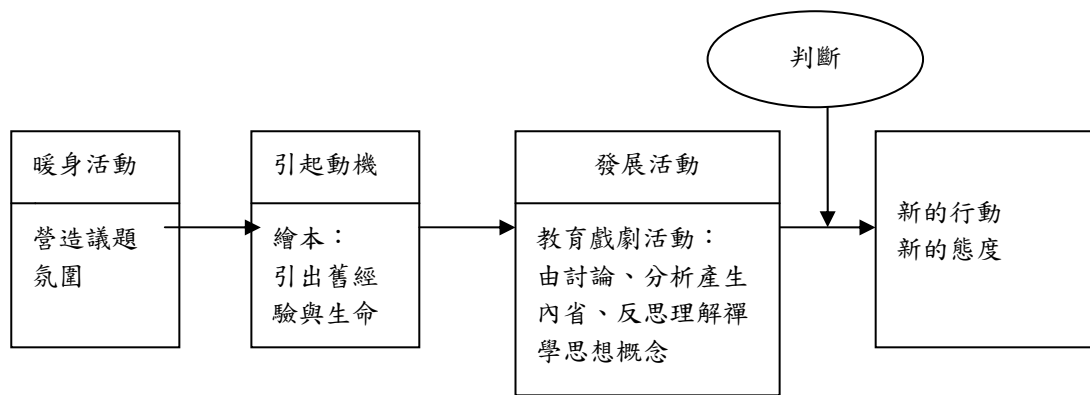 判斷
暖身活動
營造議題
氛圍
引起動機
繪本：
引出舊經
驗與生命
發展活動
教育戲劇活動：
由討論、分析產生
內省、反思理解禪
學思想概念
新的行動
新的態度